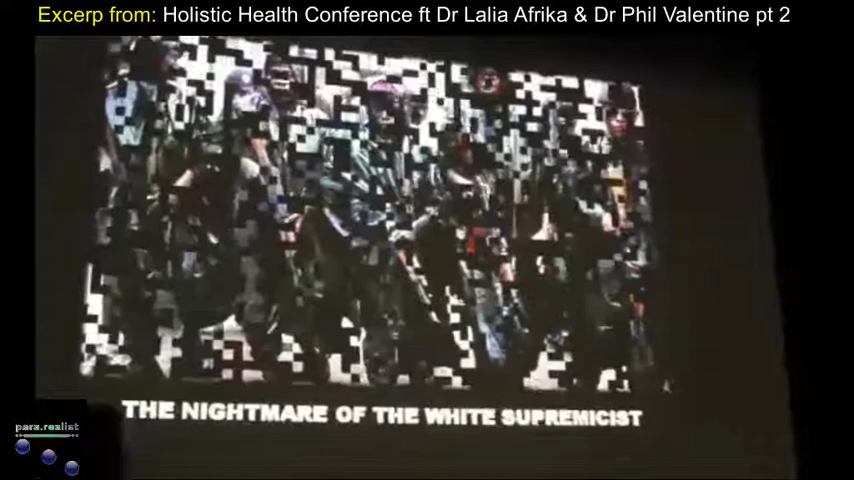 Excerp from: Holistic Health Conference ft Dr Lalia Afrika & Dr Phil Valentine pt 2
THE NIGHTMARE OF THE WHITE SUPREMICIST
para.realist